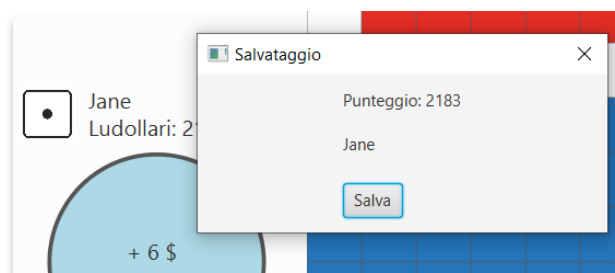 Salvataggio
Punteggio: 2183
Jane
Salva
Jane
Ludollari:
+ 6 $